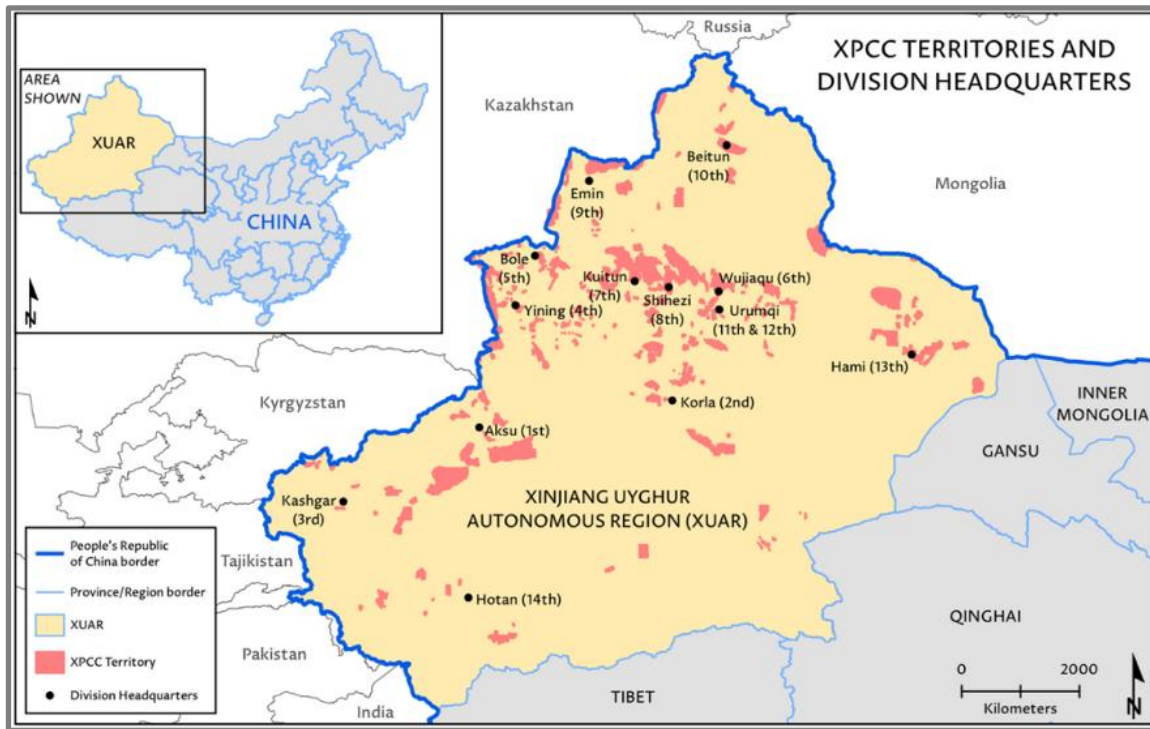 XPCC TERRITORIES AND
DIVISION HEADQUARTERS
AREA
SHOWN
XUAR
CHINA
N
Russia
Kazakhstan
Mongolia
Beitun
(10th)
Emin
(9th)
Bole
(5th)
Kuitun
(7th)
Shihezi
(8th)
Wujiaqu (6th)
Yining (4th)
Urumqi
(11th & 12th)
Hami (13th)
Korla (2nd)
Kyrgyzstan
Aksu (1st)
INNER
MONGOLIA
GANSU
Kashgar
(3rd)
XINJIANG UYGHUR
AUTONOMOUS REGION (XUAR)
Tajikistan
Hotan (14th)
QINGHAI
Pakistan
India
TIBET
People's Republic
of China border
Province/Region border
XUAR
XPCC Territory
Division Headquarters
0 2000
Kilometers
N